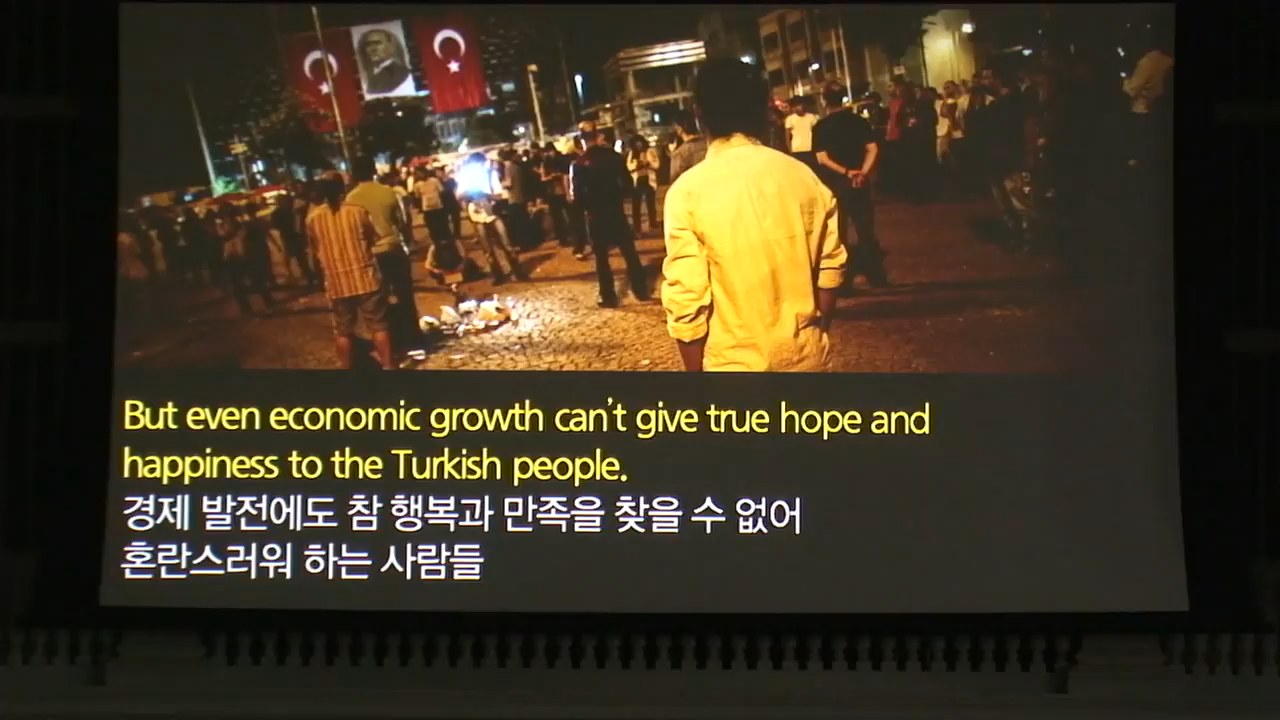 But even economic growth can't give true hope and
happiness to the Turkish people.
경제 발전에도 참 행복과 만족을 찾을 수 없어
혼란스러워 하는 사람들